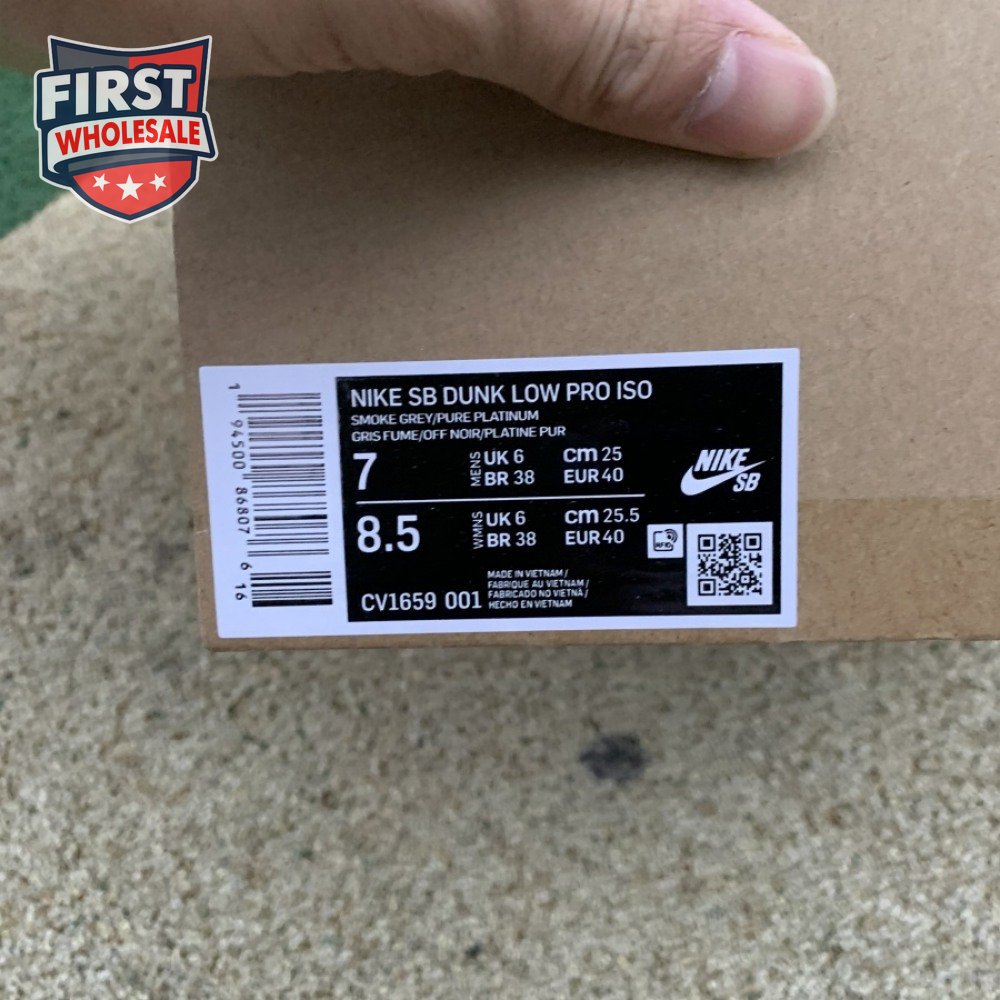 FIRST
WHOLESALE
NIKE SB DUNK LOW PRO ISO
SMOKE GREY/PURE PLATINUM
GRIS FUME/OFF NOIR/PLATINE PUR
7 MENS UK 6 cm 25
BR 38 EUR 40
8.5 WMNS UK 6 cm 25.5
BR 38 EUR 40
NIKE
SB
RFID
MADE IN VIETNAM /
FABRIQUE AU VIETNAM /
FABRICADO NO VIETNÃ /
HECHO EN VIETNAM
CV1659 001
1 94500 86807 6 16